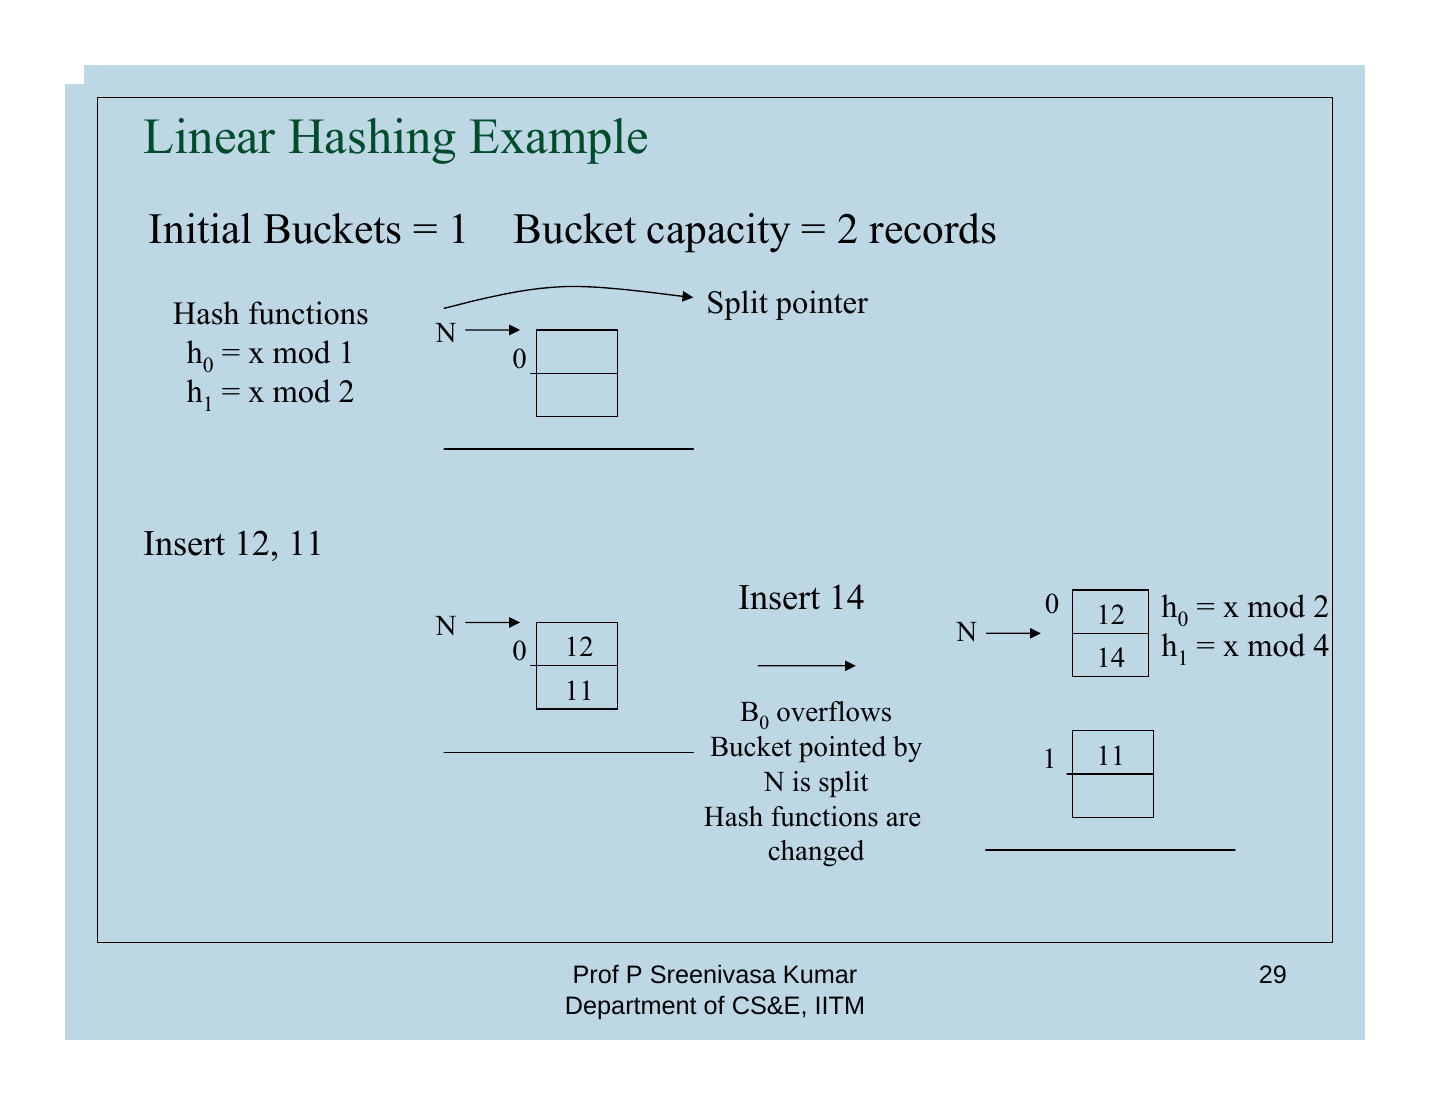 Linear Hashing Example
Initial Buckets = 1 Bucket capacity = 2 records
Hash functions
h0 = x mod 1
h1 = x mod 2
Split pointer
N
0
Insert 12, 11
N
0
12
11
Insert 14
B0 overflows
Bucket pointed by
N is split
Hash functions are
changed
N
0
12
14
h0 = x mod 2
h1 = x mod 4
1
11
Prof P Sreenivasa Kumar
Department of CS&E, IITM
29